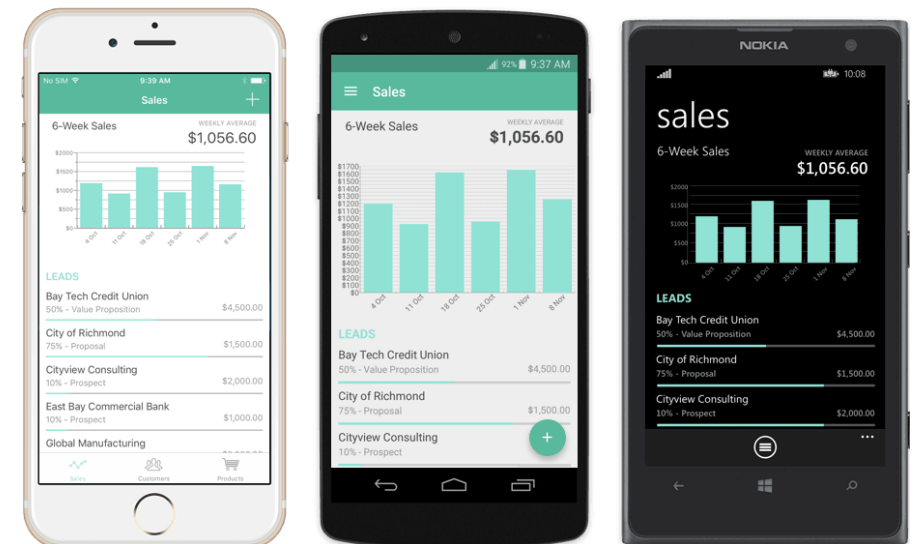 No SIM 9:39 AM
Sales +
6-Week Sales
WEEKLY AVERAGE
$1,056.60
$2000
$1500
$1000
$500
$0
4 Oct 11 Oct 18 Oct 25 Oct 1 Nov 8 Nov
LEADS
Bay Tech Credit Union
50% - Value Proposition $4,500.00
City of Richmond
75% - Proposal $1,500.00
Cityview Consulting
10% - Prospect $2,000.00
East Bay Commercial Bank
10% - Prospect $1,000.00
Global Manufacturing
Sales Customers Products
92% 9:37 AM
Sales
6-Week Sales
WEEKLY AVERAGE
$1,056.60
$1700
$1600
$1500
$1400
$1300
$1200
$1100
$1000
$900
$800
$700
$600
$500
$400
$300
$200
$100
$0
4 Oct 11 Oct 18 Oct 25 Oct 1 Nov 8 Nov
LEADS
Bay Tech Credit Union
50% - Value Proposition $4,500.00
City of Richmond
75% - Proposal $1,500.00
Cityview Consulting
10% - Prospect
+
NOKIA
10:08
sales
6-Week Sales
WEEKLY AVERAGE
$1,056.60
$2000
$1500
$1000
$500
$0
4 Oct 11 Oct 18 Oct 25 Oct 1 Nov 8 Nov
LEADS
Bay Tech Credit Union
50% - Value Proposition $4,500.00
City of Richmond
75% - Proposal $1,500.00
Cityview Consulting
10% - Prospect $2,000.00